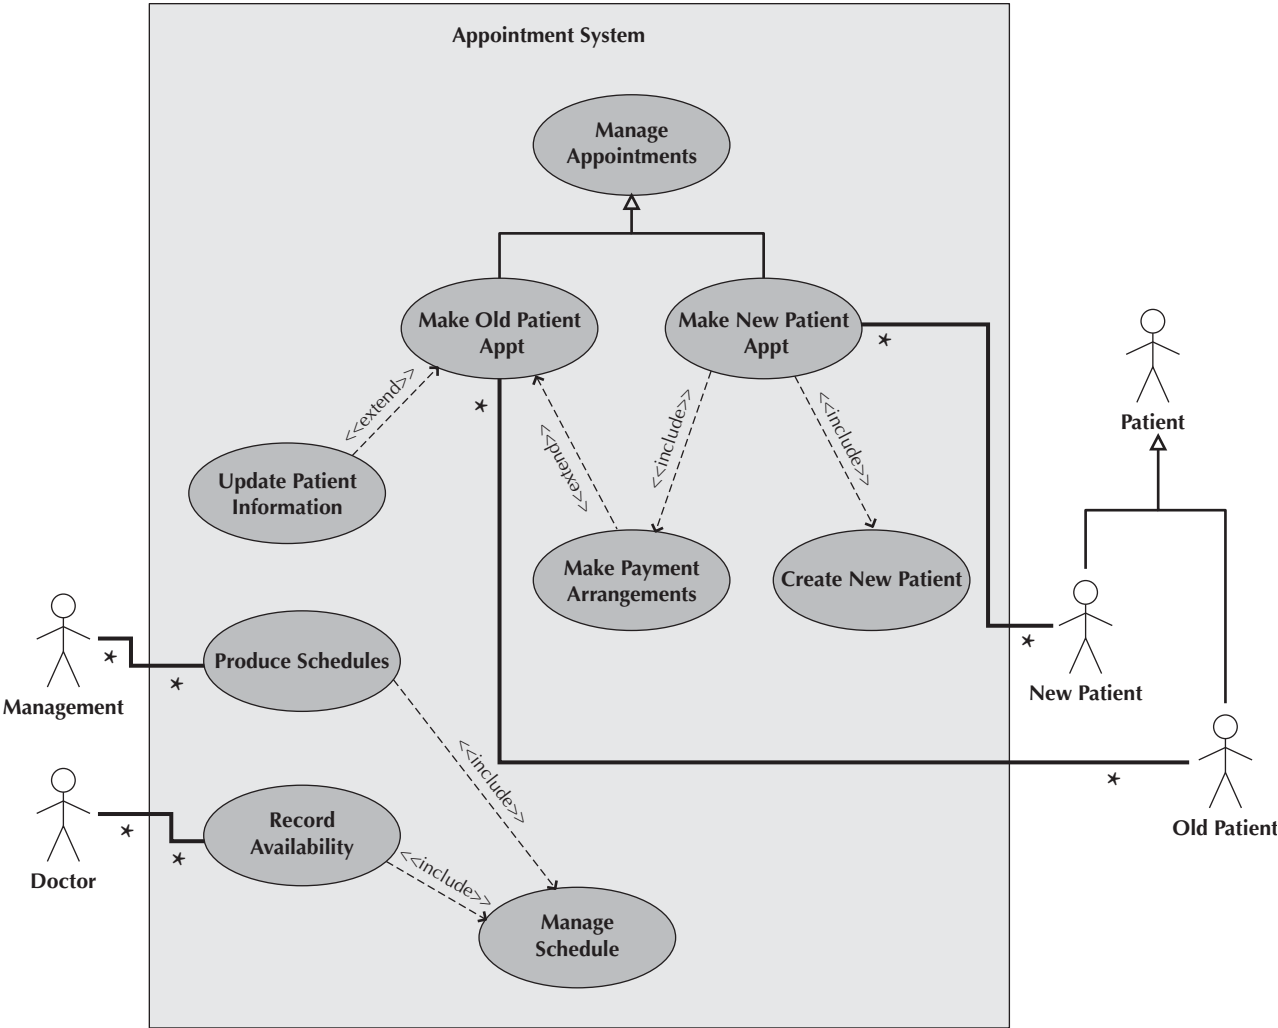 Appointment System
Manage
Appointments
Make Old Patient
Appt
Make New Patient
Appt
*
*
Patient
<<extend>>
<<extend>>
<<include>>
<<include>>
Update Patient
Information
Make Payment
Arrangements
Create New Patient
Management
*
*
Produce Schedules
*
New Patient
<<include>>
*
Old Patient
Doctor
*
*
Record
Availability
<<include>>
Manage
Schedule